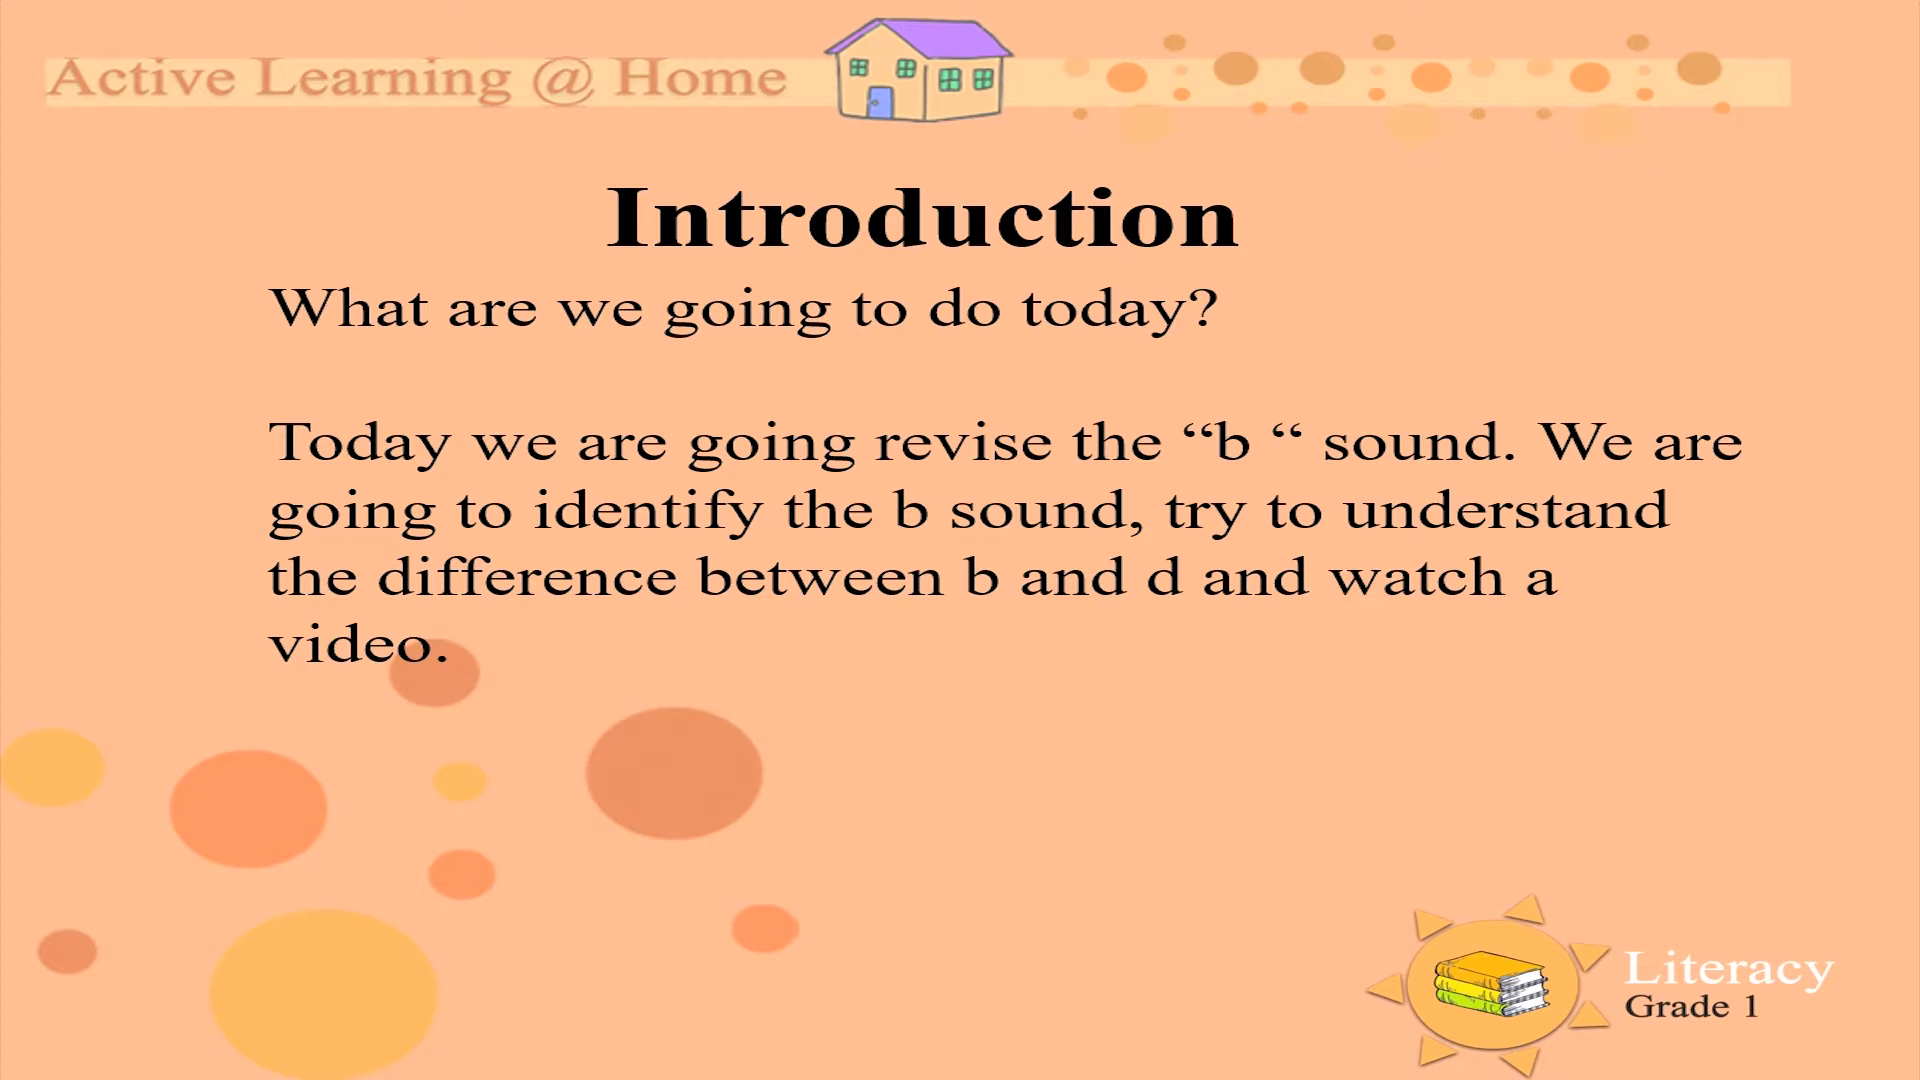 Active Learning @ Home
Introduction
What are we going to do today?
Today we are going revise the “b “ sound. We are
going to identify the b sound, try to understand
the difference between b and d and watch a
video.
Literacy
Grade 1